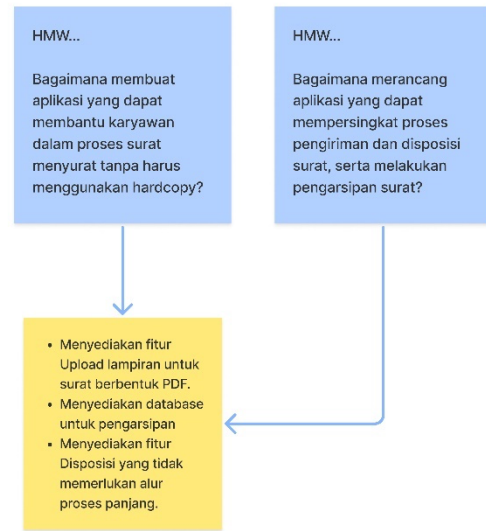 HMW...
Bagaimana membuat
aplikasi yang dapat
membantu karyawan
dalam proses surat
menyurat tanpa harus
menggunakan hardcopy?
HMW...
Bagaimana merancang
aplikasi yang dapat
mempersingkat proses
pengiriman dan disposisi
surat, serta melakukan
pengarsipan surat?
• Menyediakan fitur
Upload lampiran untuk
surat berbentuk PDF.
• Menyediakan database
untuk pengarsipan
• Menyediakan fitur
Disposisi yang tidak
memerlukan alur
proses panjang.